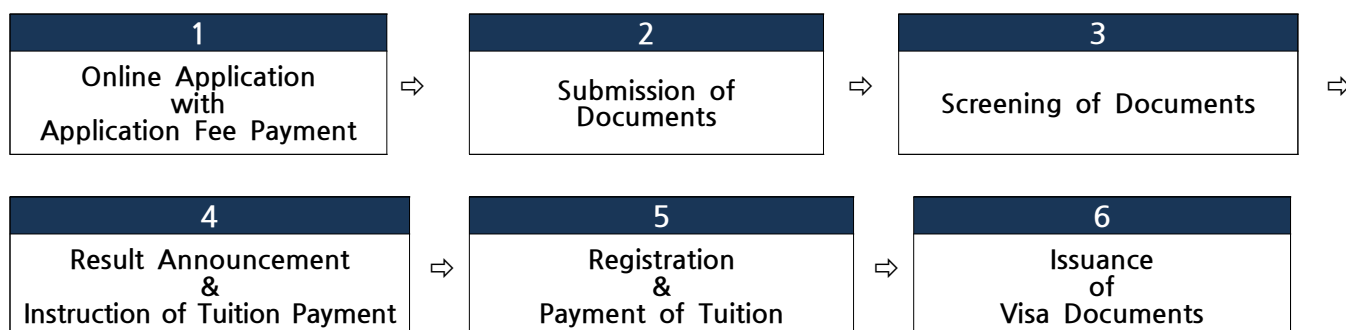 1
Online Application
with
Application Fee Payment
⇨
2
Submission of
Documents
⇨
3
Screening of Documents
⇨
4
Result Announcement
&
Instruction of Tuition Payment
⇨
5
Registration
&
Payment of Tuition
⇨
6
Issuance
of
Visa Documents